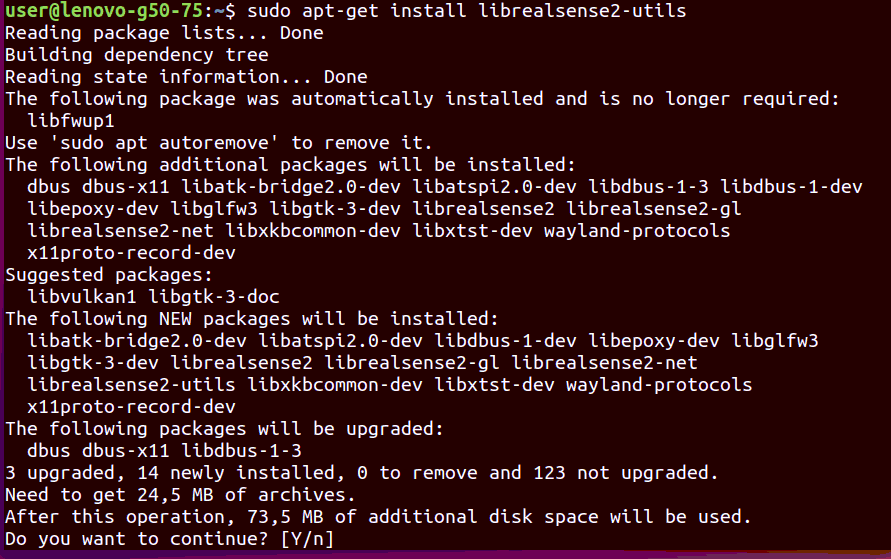 user@lenovo-g50-75:~$ sudo apt-get install librealsense2-utils
Reading package lists... Done
Building dependency tree
Reading state information... Done
The following package was automatically installed and is no longer required:
  libfwup1
Use 'sudo apt autoremove' to remove it.
The following additional packages will be installed:
  dbus dbus-x11 libatk-bridge2.0-dev libatspi2.0-dev libdbus-1-3 libdbus-1-dev
  libepoxy-dev libglfw3 libgtk-3-dev librealsense2 librealsense2-gl
  librealsense2-net libxkbcommon-dev libxtst-dev wayland-protocols
  x11proto-record-dev
Suggested packages:
  libvulkan1 libgtk-3-doc
The following NEW packages will be installed:
  libatk-bridge2.0-dev libatspi2.0-dev libdbus-1-dev libepoxy-dev libglfw3
  libgtk-3-dev librealsense2 librealsense2-gl librealsense2-net
  librealsense2-utils libxkbcommon-dev libxtst-dev wayland-protocols
  x11proto-record-dev
The following packages will be upgraded:
  dbus dbus-x11 libdbus-1-3
3 upgraded, 14 newly installed, 0 to remove and 123 not upgraded.
Need to get 24,5 MB of archives.
After this operation, 73,5 MB of additional disk space will be used.
Do you want to continue? [Y/n]